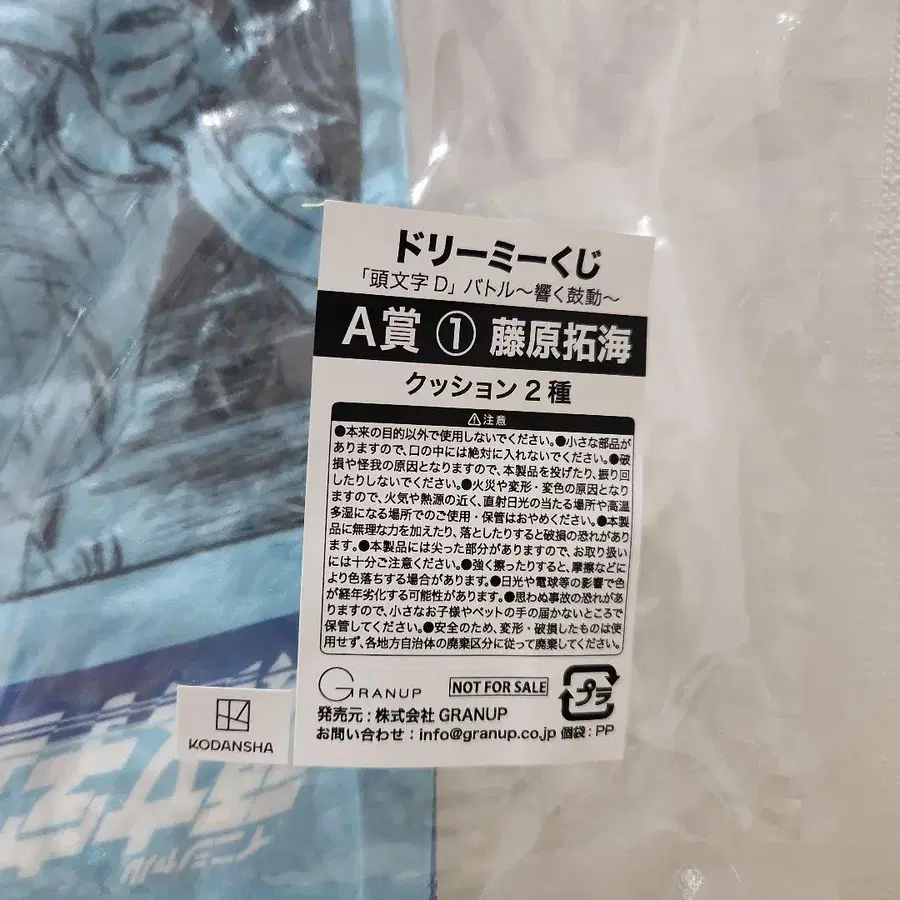 ドリーミーくじ
「頭文字D」バトル〜響く鼓動〜
A賞 ① 藤原拓海
クッション2種
⚠注意
●本来の目的以外で使用しないでください。●小さな部品が
ありますので、口の中には絶対に入れないでください。●破
損や怪我の原因となりますので、本製品を投げたり、振り回
したりしないでください。●火災や変形・変色の原因となり
ますので、火気や熱源の近く、直射日光の当たる場所や高温
多湿になる場所でのご使用・保管はおやめください。●本製
品に無理な力を加えたり、落としたりすると破損の恐れがあり
ます。●本製品には尖った部分がありますので、お取り扱い
には十分ご注意ください。●強く擦ったりすると、摩擦などに
より色落ちする場合があります。●日光や電球等の影響で色
が経年劣化する可能性があります。●思わぬ事故の恐れがあ
りますので、小さなお子様やペットの手の届かないところで
保管してください。●安全のため、変形・破損したものは使
用せず、各地方自治体の廃棄区分に従って廃棄してください。
GRANUP NOT FOR SALE プラ
発売元:株式会社 GRANUP
お問い合わせ:info@granup.co.jp 個袋:PP
KODANSHA
イニシャル